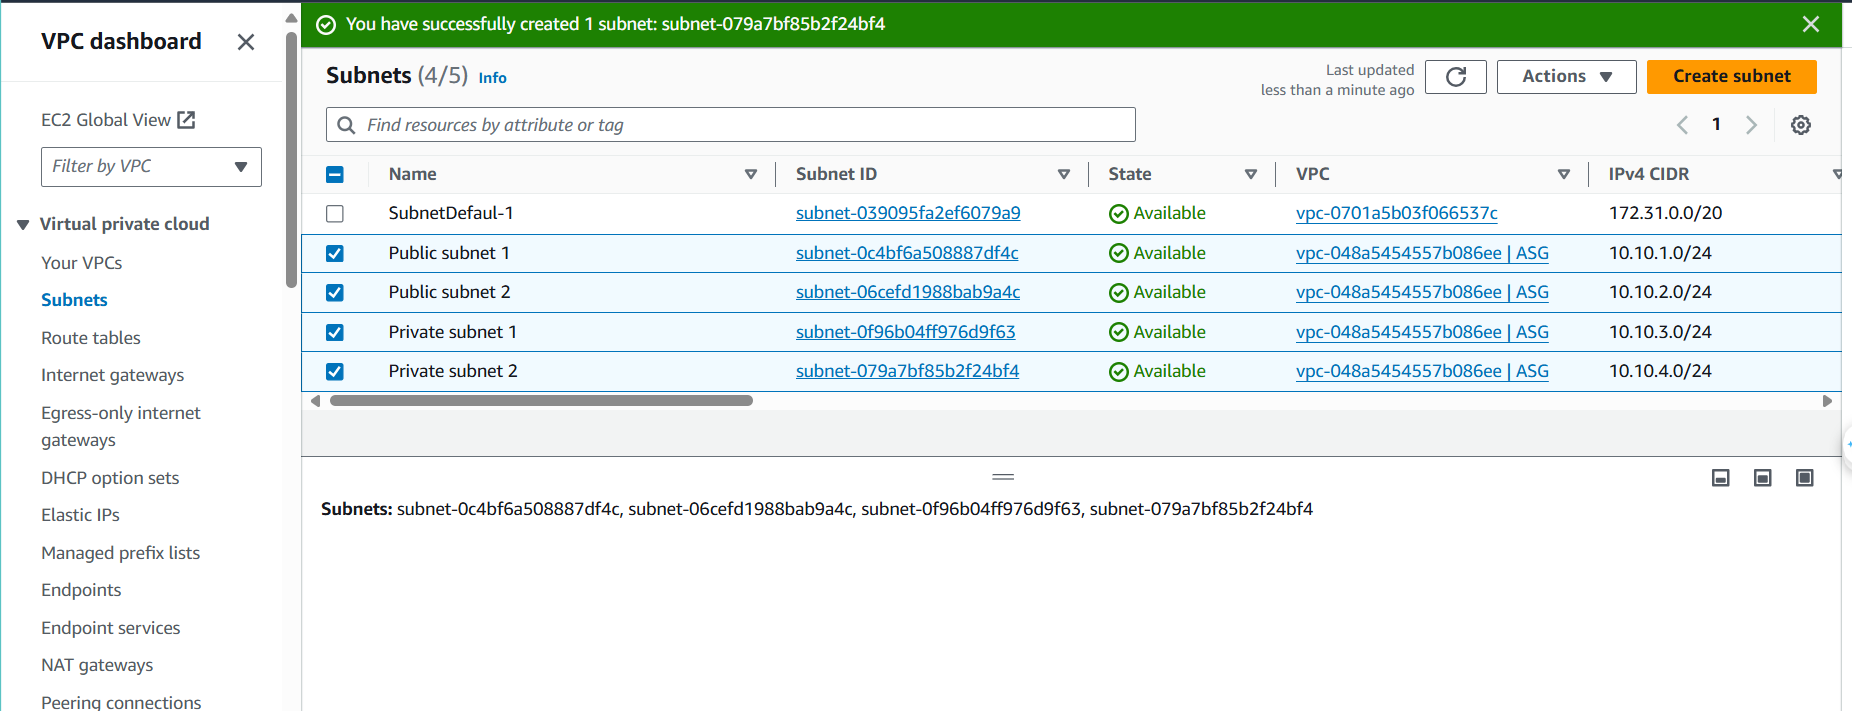 You have successfully created 1 subnet: subnet-079a7bf85b2f24bf4
VPC dashboard
EC2 Global View
Filter by VPC
Virtual private cloud
Your VPCs
Subnets
Route tables
Internet gateways
Egress-only internet
gateways
DHCP option sets
Elastic IPs
Managed prefix lists
Endpoints
Endpoint services
NAT gateways
Peering connections
Subnets (4/5) Info
Last updated
less than a minute ago
Actions
Create subnet
Find resources by attribute or tag
1
Name Subnet ID State VPC IPv4 CIDR
SubnetDefaul-1 subnet-039095fa2ef6079a9 Available vpc-0701a5b03f066537c 172.31.0.0/20
Public subnet 1 subnet-0c4bf6a508887df4c Available vpc-048a5454557b086ee | ASG 10.10.1.0/24
Public subnet 2 subnet-06cefd1988bab9a4c Available vpc-048a5454557b086ee | ASG 10.10.2.0/24
Private subnet 1 subnet-0f96b04ff976d9f63 Available vpc-048a5454557b086ee | ASG 10.10.3.0/24
Private subnet 2 subnet-079a7bf85b2f24bf4 Available vpc-048a5454557b086ee | ASG 10.10.4.0/24
Subnets: subnet-0c4bf6a508887df4c, subnet-06cefd1988bab9a4c, subnet-0f96b04ff976d9f63, subnet-079a7bf85b2f24bf4